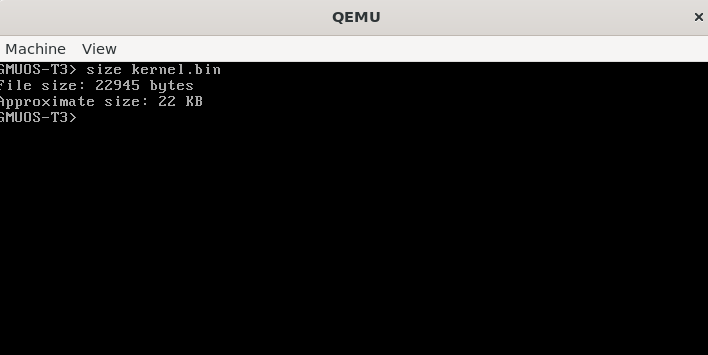 QEMU
×
Machine View
GMUOS-T3> size kernel.bin
File size: 22945 bytes
Approximate size: 22 KB
GMUOS-T3>